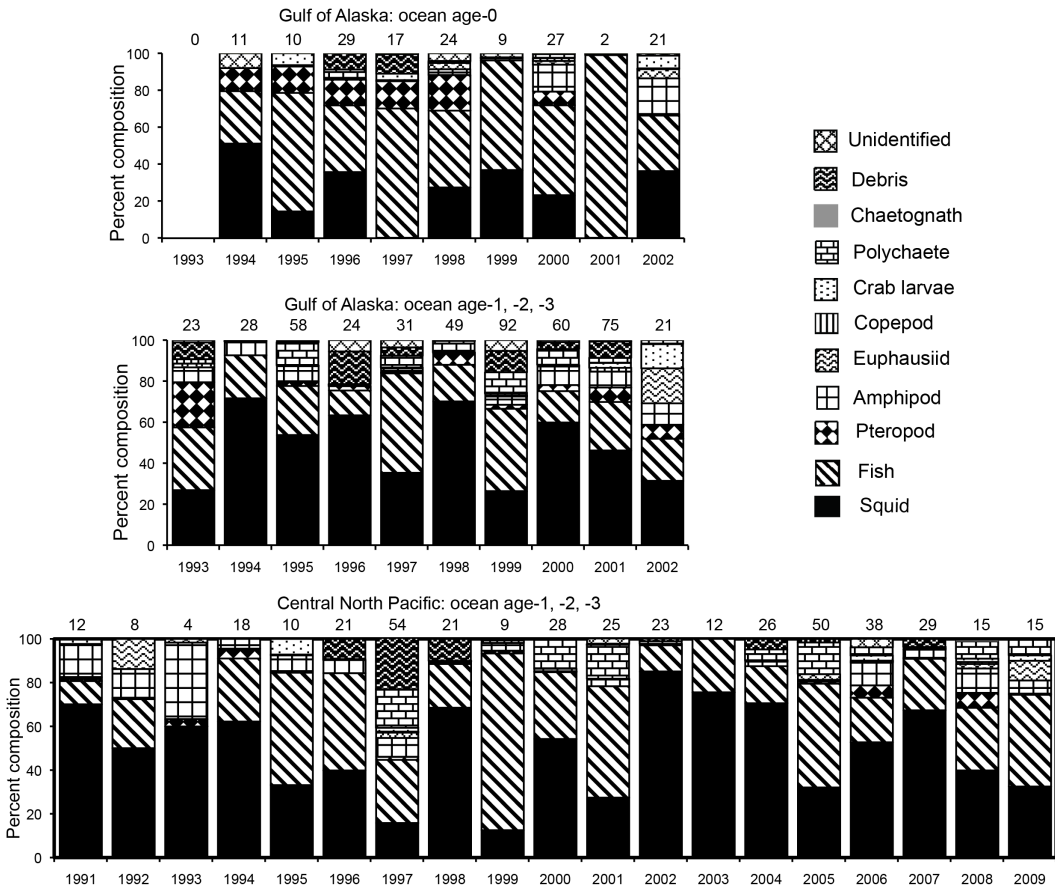 Gulf of Alaska: ocean age-0
0 11 10 29 17 24 9 27 2 21
Percent composition
100
80
60
40
20
0
1993 1994 1995 1996 1997 1998 1999 2000 2001 2002
Gulf of Alaska: ocean age-1, -2, -3
23 28 58 24 31 49 92 60 75 21
Percent composition
100
80
60
40
20
0
1993 1994 1995 1996 1997 1998 1999 2000 2001 2002
Unidentified
Debris
Chaetognath
Polychaete
Crab larvae
Copepod
Euphausiid
Amphipod
Pteropod
Fish
Squid
Central North Pacific: ocean age-1, -2, -3
12 8 4 18 10 21 54 21 9 28 25 23 12 26 50 38 29 15 15
Percent composition
100
80
60
40
20
0
1991 1992 1993 1994 1995 1996 1997 1998 1999 2000 2001 2002 2003 2004 2005 2006 2007 2008 2009